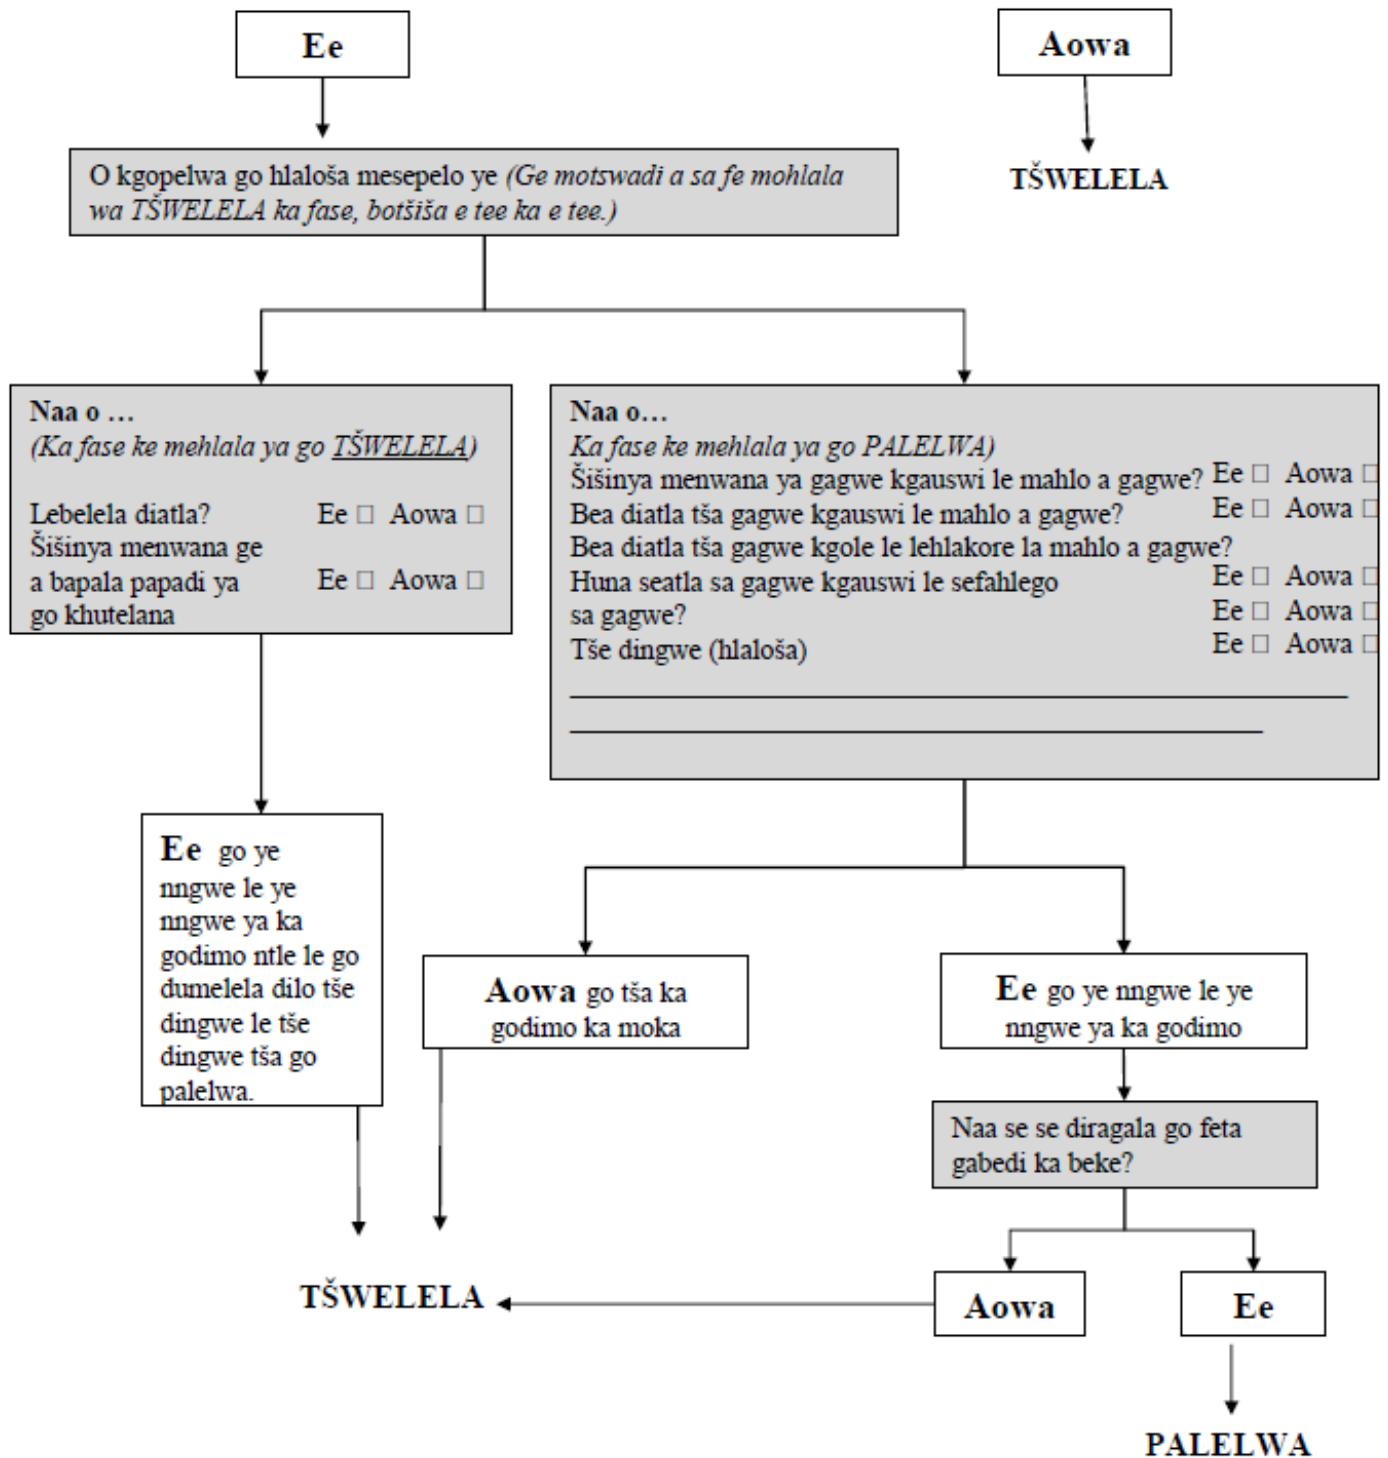 Ee
Aowa
O kgopelwa go hlaloša mesepelo ye (Ge motswadi a sa fe mohlala
wa TŠWELELA ka fase, botšiša e tee ka e tee.)
TŠWELELA
Naa o …
(Ka fase ke mehlala ya go TŠWELELA)
Lebelela diatla? Ee □ Aowa □
Šišinya menwana ge
a bapala papadi ya Ee □ Aowa □
go khutelana
Naa o…
Ka fase ke mehlala ya go PALELWA)
Šišinya menwana ya gagwe kgauswi le mahlo a gagwe? Ee □ Aowa □
Bea diatla tša gagwe kgauswi le mahlo a gagwe? Ee □ Aowa □
Bea diatla tša gagwe kgole le lehlakore la mahlo a gagwe?
Huna seatla sa gagwe kgauswi le sefahlego Ee □ Aowa □
sa gagwe? Ee □ Aowa □
Tše dingwe (hlaloša) Ee □ Aowa □
Ee go ye
nngwe le ye
nngwe ya ka
godimo ntle le go
dumelela dilo tše
dingwe le tše
dingwe tša go
palelwa.
Aowa go tša ka
godimo ka moka
Ee go ye nngwe le ye
nngwe ya ka godimo
Naa se se diragala go feta
gabedi ka beke?
TŠWELELA
Aowa
Ee
PALELWA